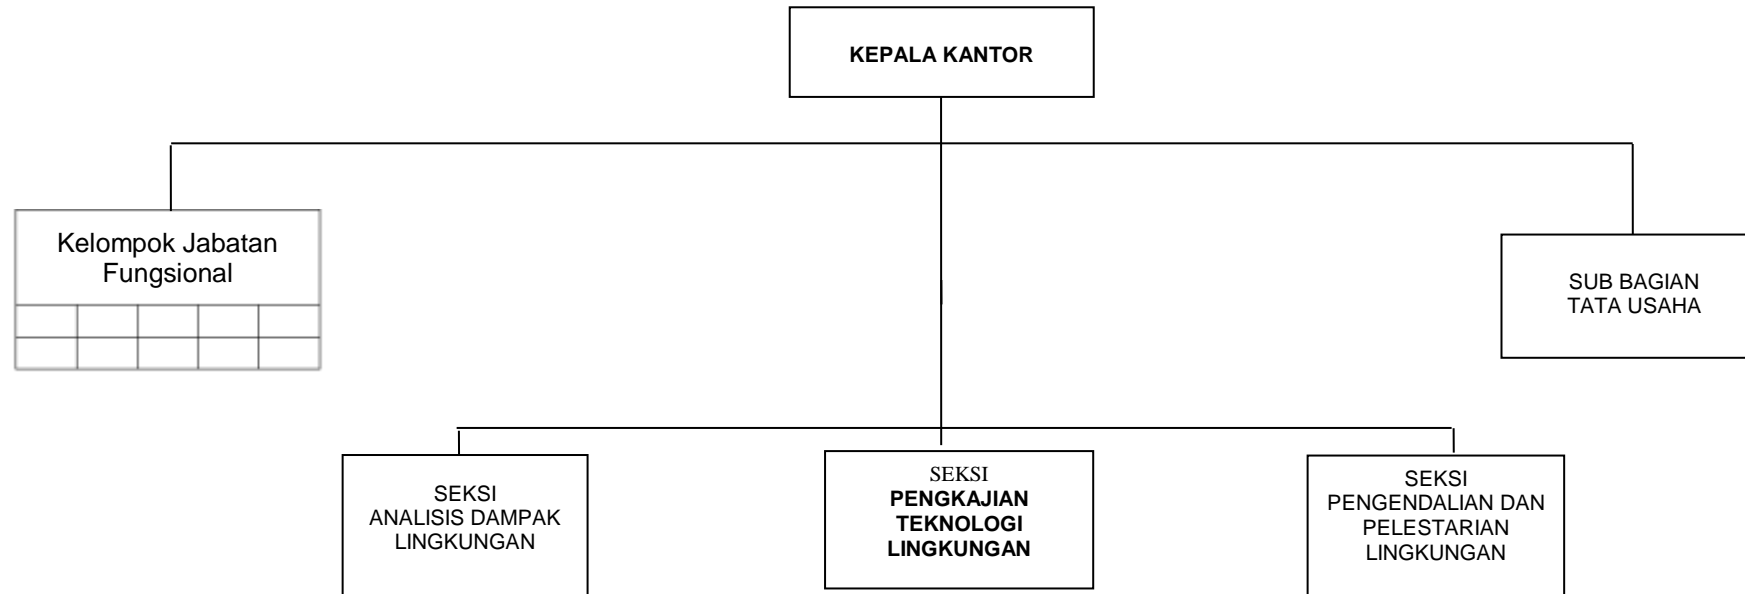 KEPALA KANTOR
Kelompok Jabatan
Fungsional
SUB BAGIAN
TATA USAHA
SEKSI
ANALISIS DAMPAK
LINGKUNGAN
SEKSI
PENGKAJIAN
TEKNOLOGI
LINGKUNGAN
SEKSI
PENGENDALIAN DAN
PELESTARIAN
LINGKUNGAN